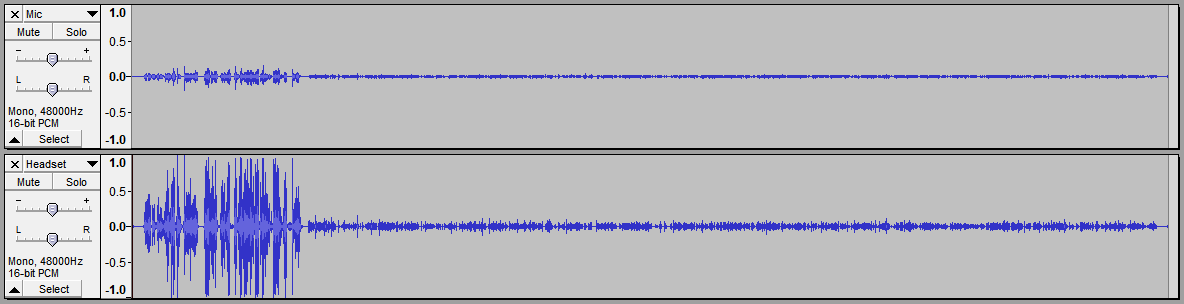 × Mic
Mute Solo
- +
L R
Mono, 48000Hz
16-bit PCM
Select
1.0
0.5
0.0
-0.5
-1.0
× Headset
Mute Solo
- +
L R
Mono, 48000Hz
16-bit PCM
Select
1.0
0.5
0.0
-0.5
-1.0